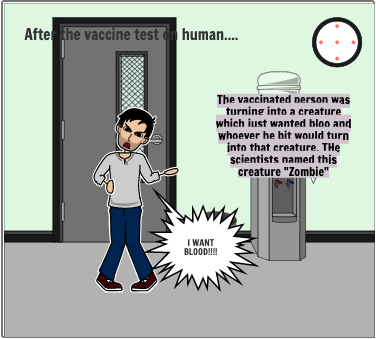 After the vaccine test on human....
The vaccinated person was
turning into a creature
which just wanted bloo and
whoever he bit would turn
into that creature. THe
scientists named this
creature "Zombie"
I WANT
BLOOD!!!!